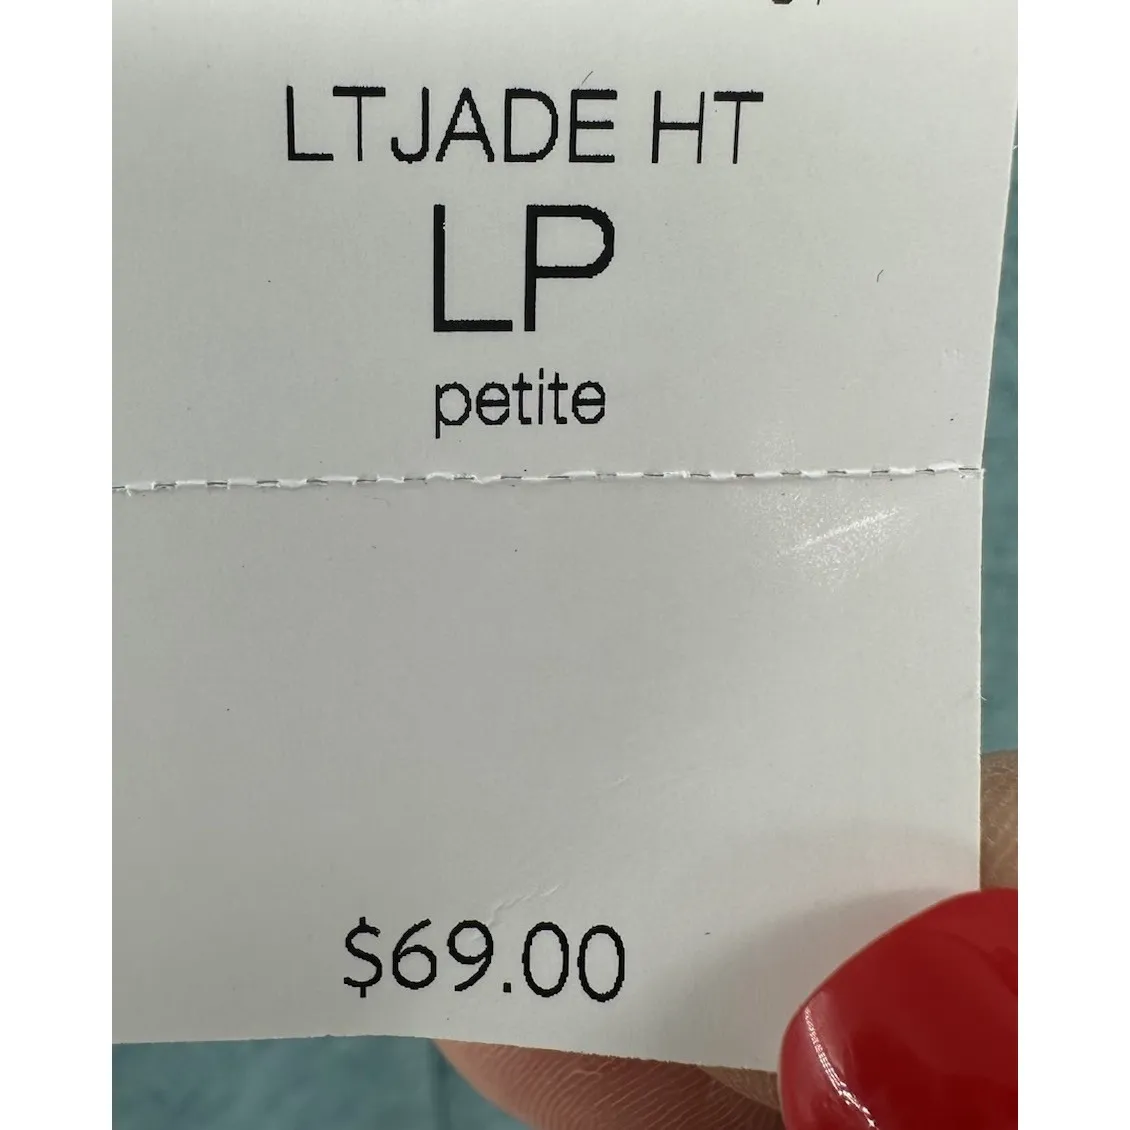 LTJADE HT
LP
petite
$69.00